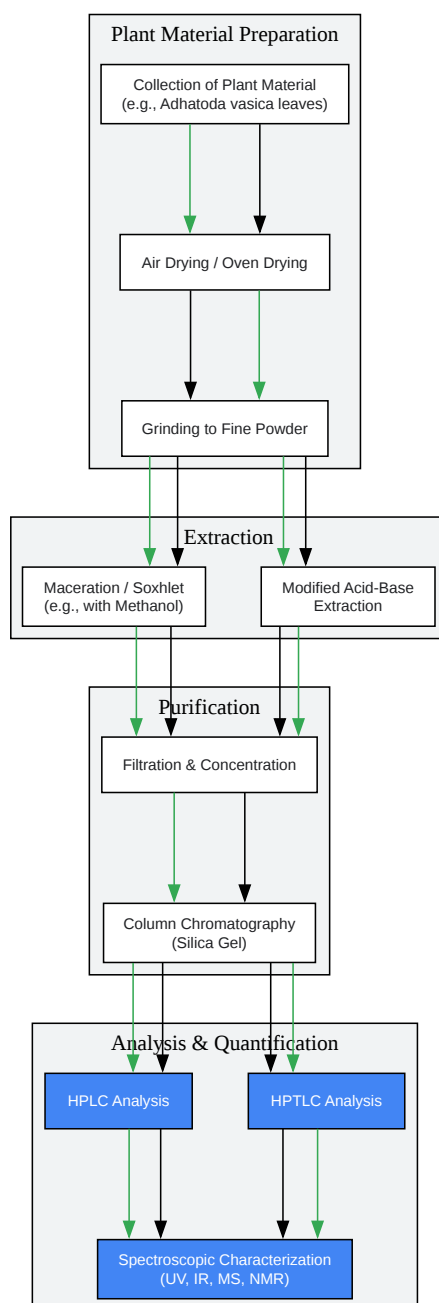 Plant Material Preparation
Collection of Plant Material
(e.g., Adhatoda vasica leaves)
Air Drying / Oven Drying
Grinding to Fine Powder
Extraction
Maceration / Soxhlet
(e.g., with Methanol)
Modified Acid-Base
Extraction
Purification
Filtration & Concentration
Column Chromatography
(Silica Gel)
Analysis & Quantification
HPLC Analysis
HPTLC Analysis
Spectroscopic Characterization
(UV, IR, MS, NMR)